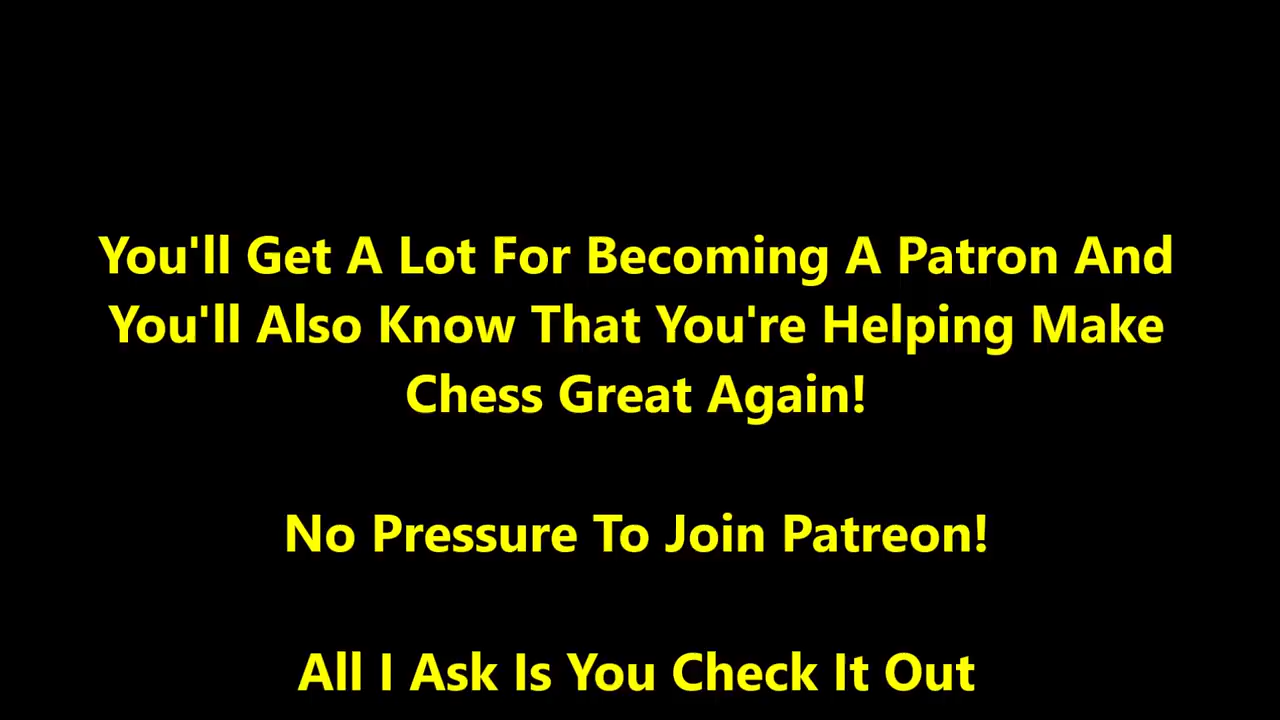 You'll Get A Lot For Becoming A Patron And
You'll Also Know That You're Helping Make
Chess Great Again!
No Pressure To Join Patreon!
All I Ask Is You Check It Out